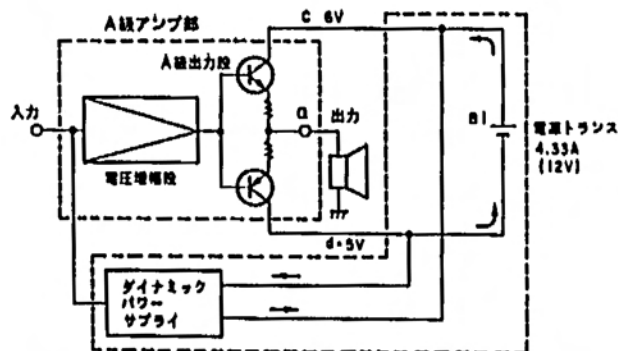 A級アンプ部
C 6V
A級出力段
入力
a 出力
電圧増幅段
B1
電源トランス
4.33A
(12V)
d-5V
ダイナミック
パワー
サプライ